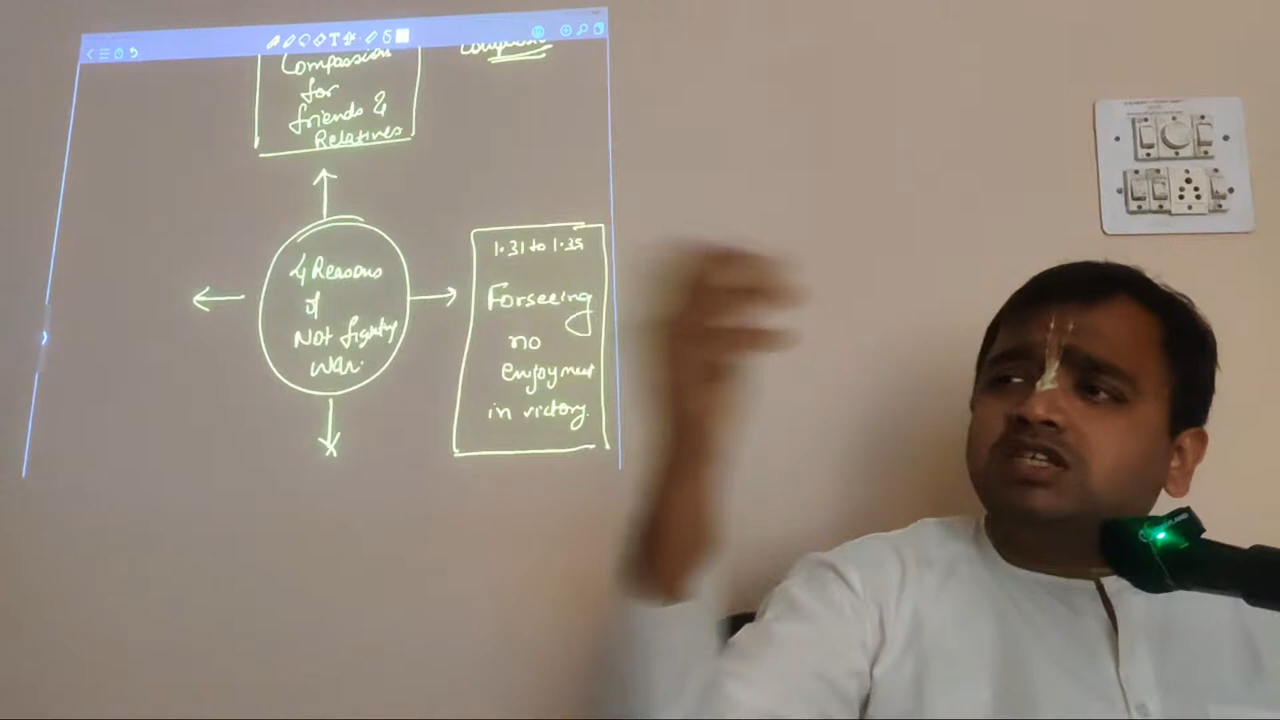 Compassion
for
friends &
Relatives
4 Reasons
of
Not fighting
war.
1.31 to 1.35
Forseeing
no
enjoyment
in victory.